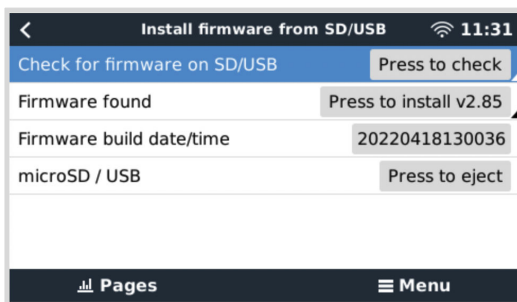 Install firmware from SD/USB 11:31
Check for firmware on SD/USB Press to check
Firmware found Press to install v2.85
Firmware build date/time 20220418130036
microSD / USB Press to eject
Pages Menu